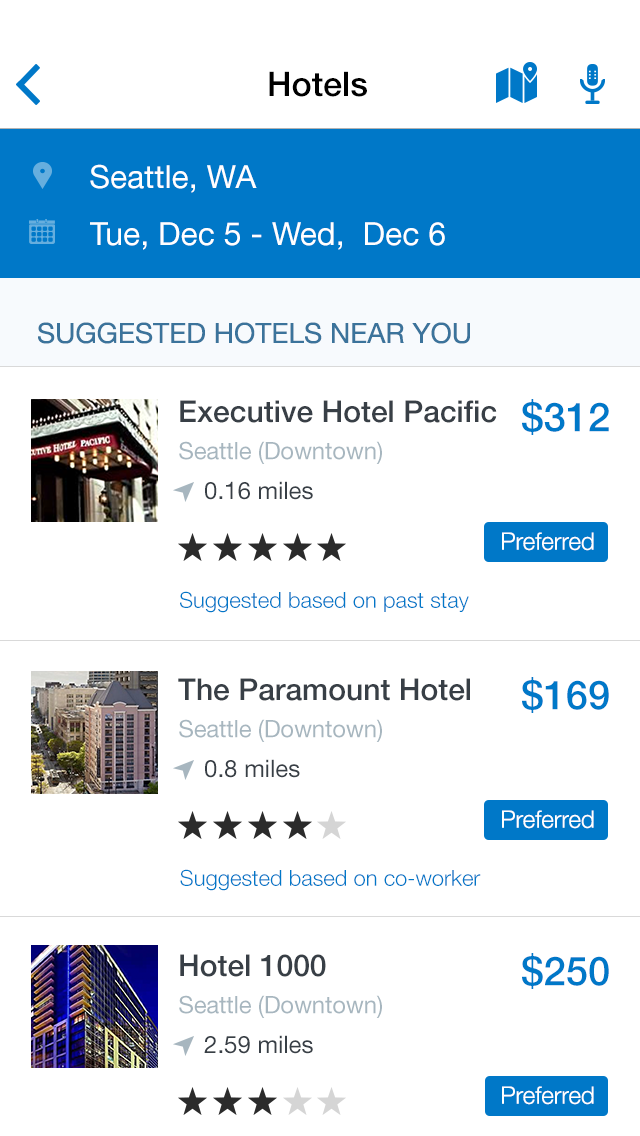 Hotels
Seattle, WA
Tue, Dec 5 - Wed, Dec 6
SUGGESTED HOTELS NEAR YOU
Executive Hotel Pacific $312
Seattle (Downtown)
0.16 miles
Preferred
Suggested based on past stay
CUTIVE HOTEL PACIFIC
The Paramount Hotel $169
Seattle (Downtown)
0.8 miles
Preferred
Suggested based on co-worker
Hotel 1000 $250
Seattle (Downtown)
2.59 miles
Preferred